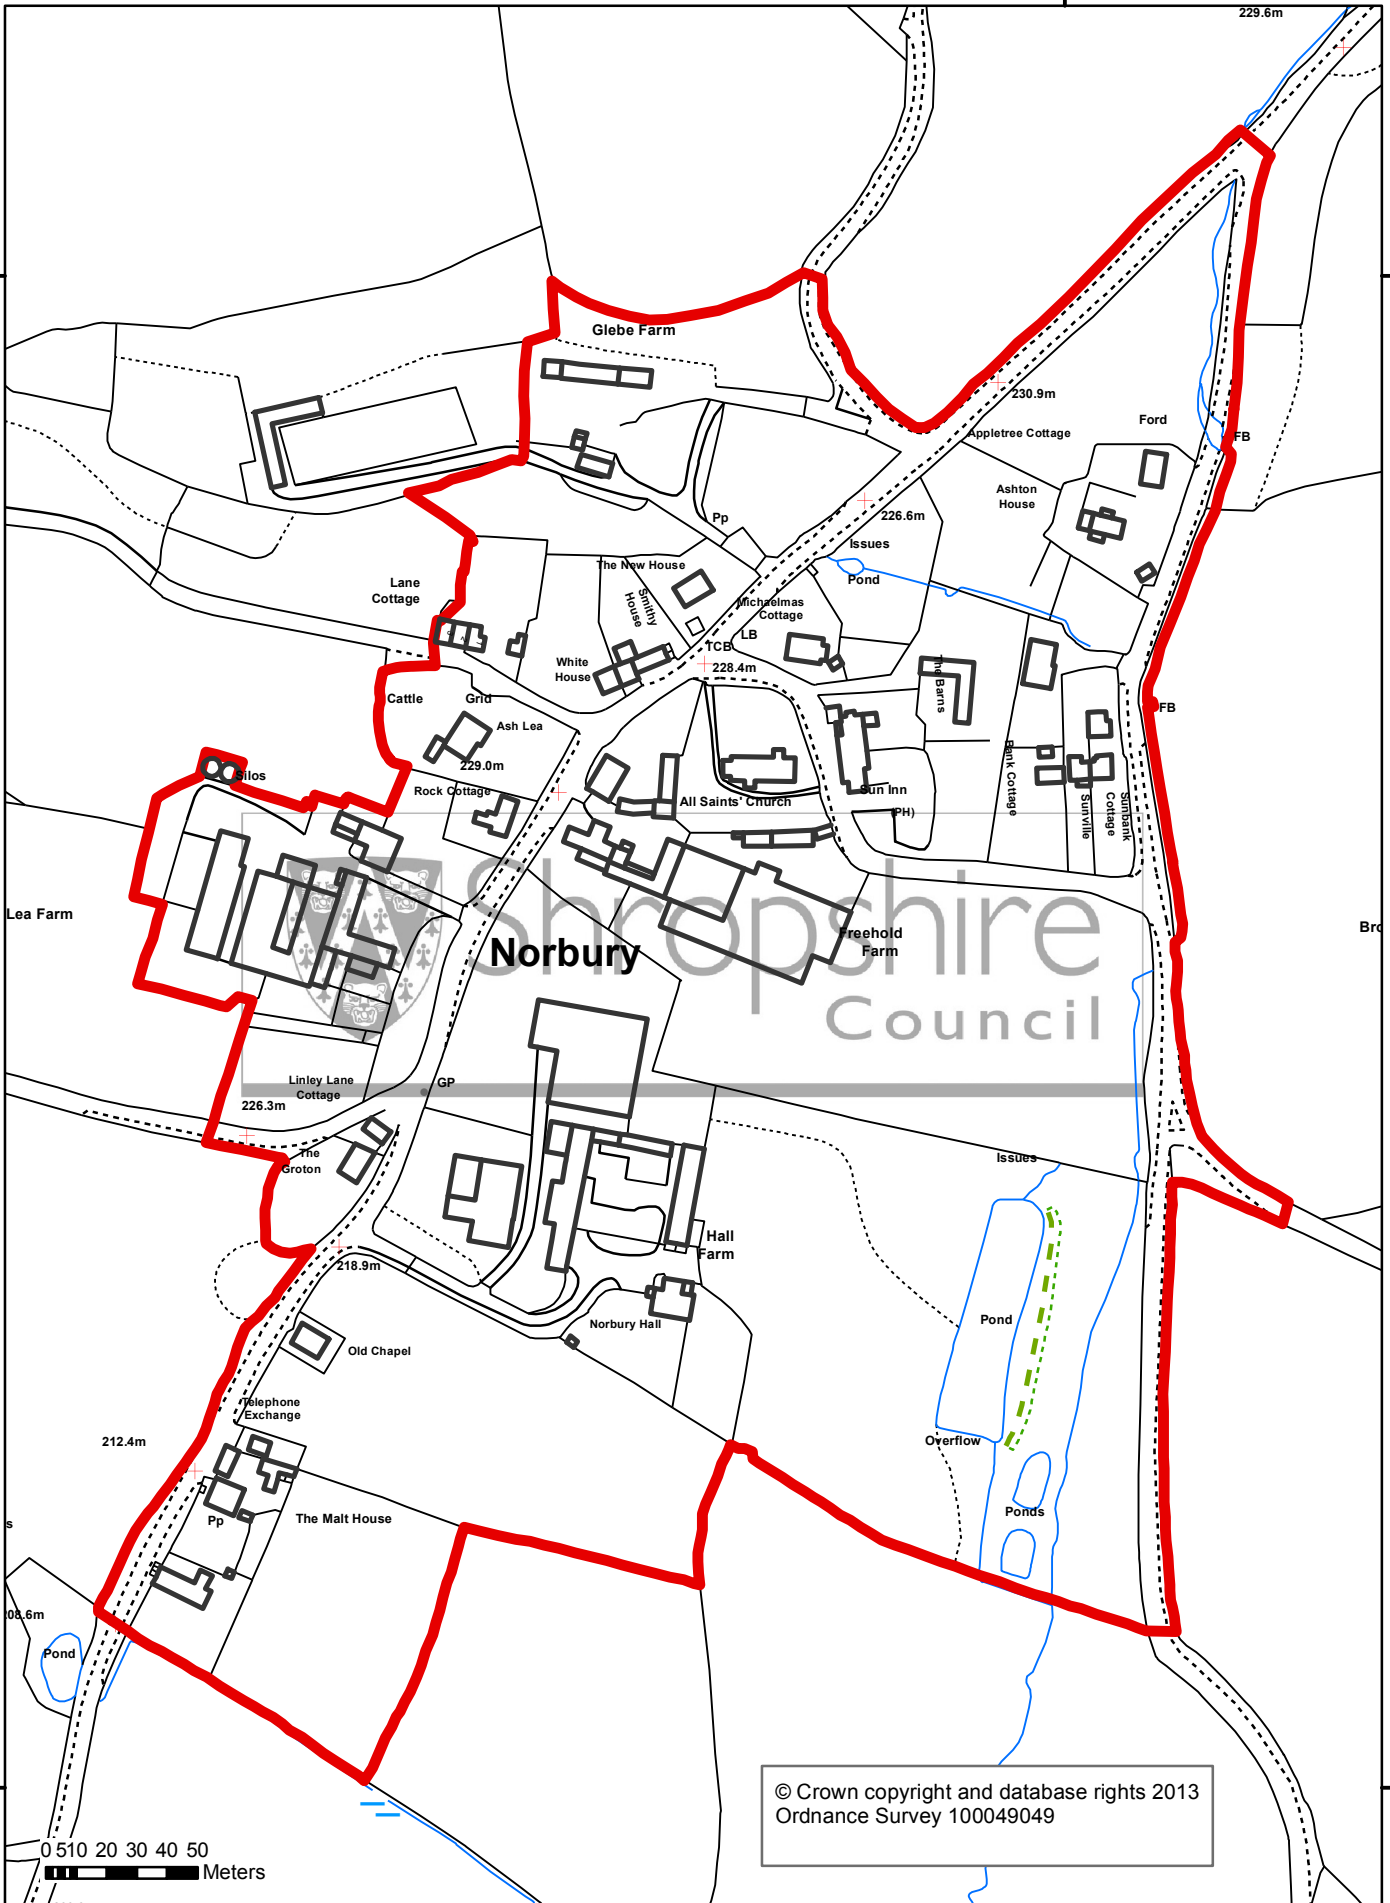 229.6m
Glebe Farm
230.9m
Appletree Cottage
Ford
FB
Ashton
House
226.6m
Pp
Issues
Pond
The New House
Lane
Cottage
Smithy
House
Michaelmas
Cottage
LB
TCB
228.4m
White
House
The Barns
Cattle Grid
Ash Lea
FB
229.0m
Silos
Rock Cottage
All Saints' Church
Sun Inn
(PH)
Bank Cottage
Sunville
Sunbank
Cottage
Lea Farm
Shropshire
Council
Norbury
Freehold
Farm
Bro
Linley Lane
Cottage
GP
226.3m
The
Groton
Issues
Hall
Farm
218.9m
Pond
Norbury Hall
Old Chapel
Telephone
Exchange
212.4m
Overflow
Ponds
Pp
The Malt House
s
08.6m
Pond
© Crown copyright and database rights 2013
Ordnance Survey 100049049
0 5 10 20 30 40 50
Meters